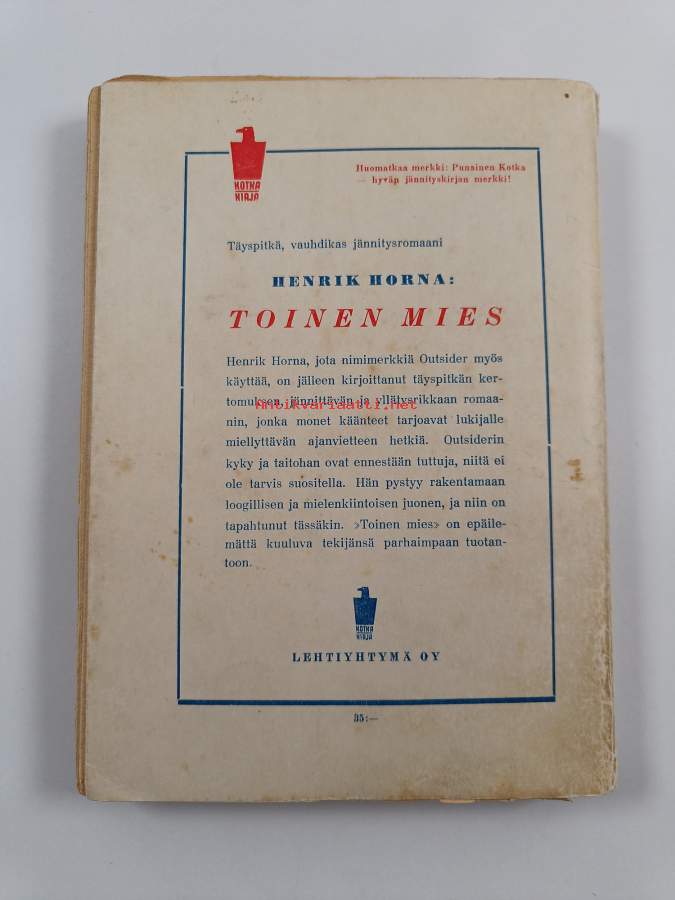 KOTKA
KIRJA
Huomatkaa merkki: Punainen Kotka
— hyvän jännityskirjan merkki!
Täyspitkä, vauhdikas jännitysromaani
HENRIK HORNA:
TOINEN MIES
Henrik Horna, jota nimimerkkiä Outsider myös
käyttää, on jälleen kirjoittanut täyspitkän ker-
tomuksen, jännittävän ja yllätysrikkaan romaa-
antikvariaatti.net
nin, jonka monet käänteet tarjoavat lukijalle
miellyttävän ajanvietteen hetkiä. Outsiderin
kyky ja taitohan ovat ennestään tuttuja, niitä ei
ole tarvis suositella. Hän pystyy rakentamaan
loogillisen ja mielenkiintoisen juonen, ja niin on
tapahtunut tässäkin. »Toinen mies» on epäile-
mättä kuuluva tekijänsä parhaimpaan tuotan-
toon.
KOTKA
KIRJA
LEHTIYHTYMÄ OY
35:—